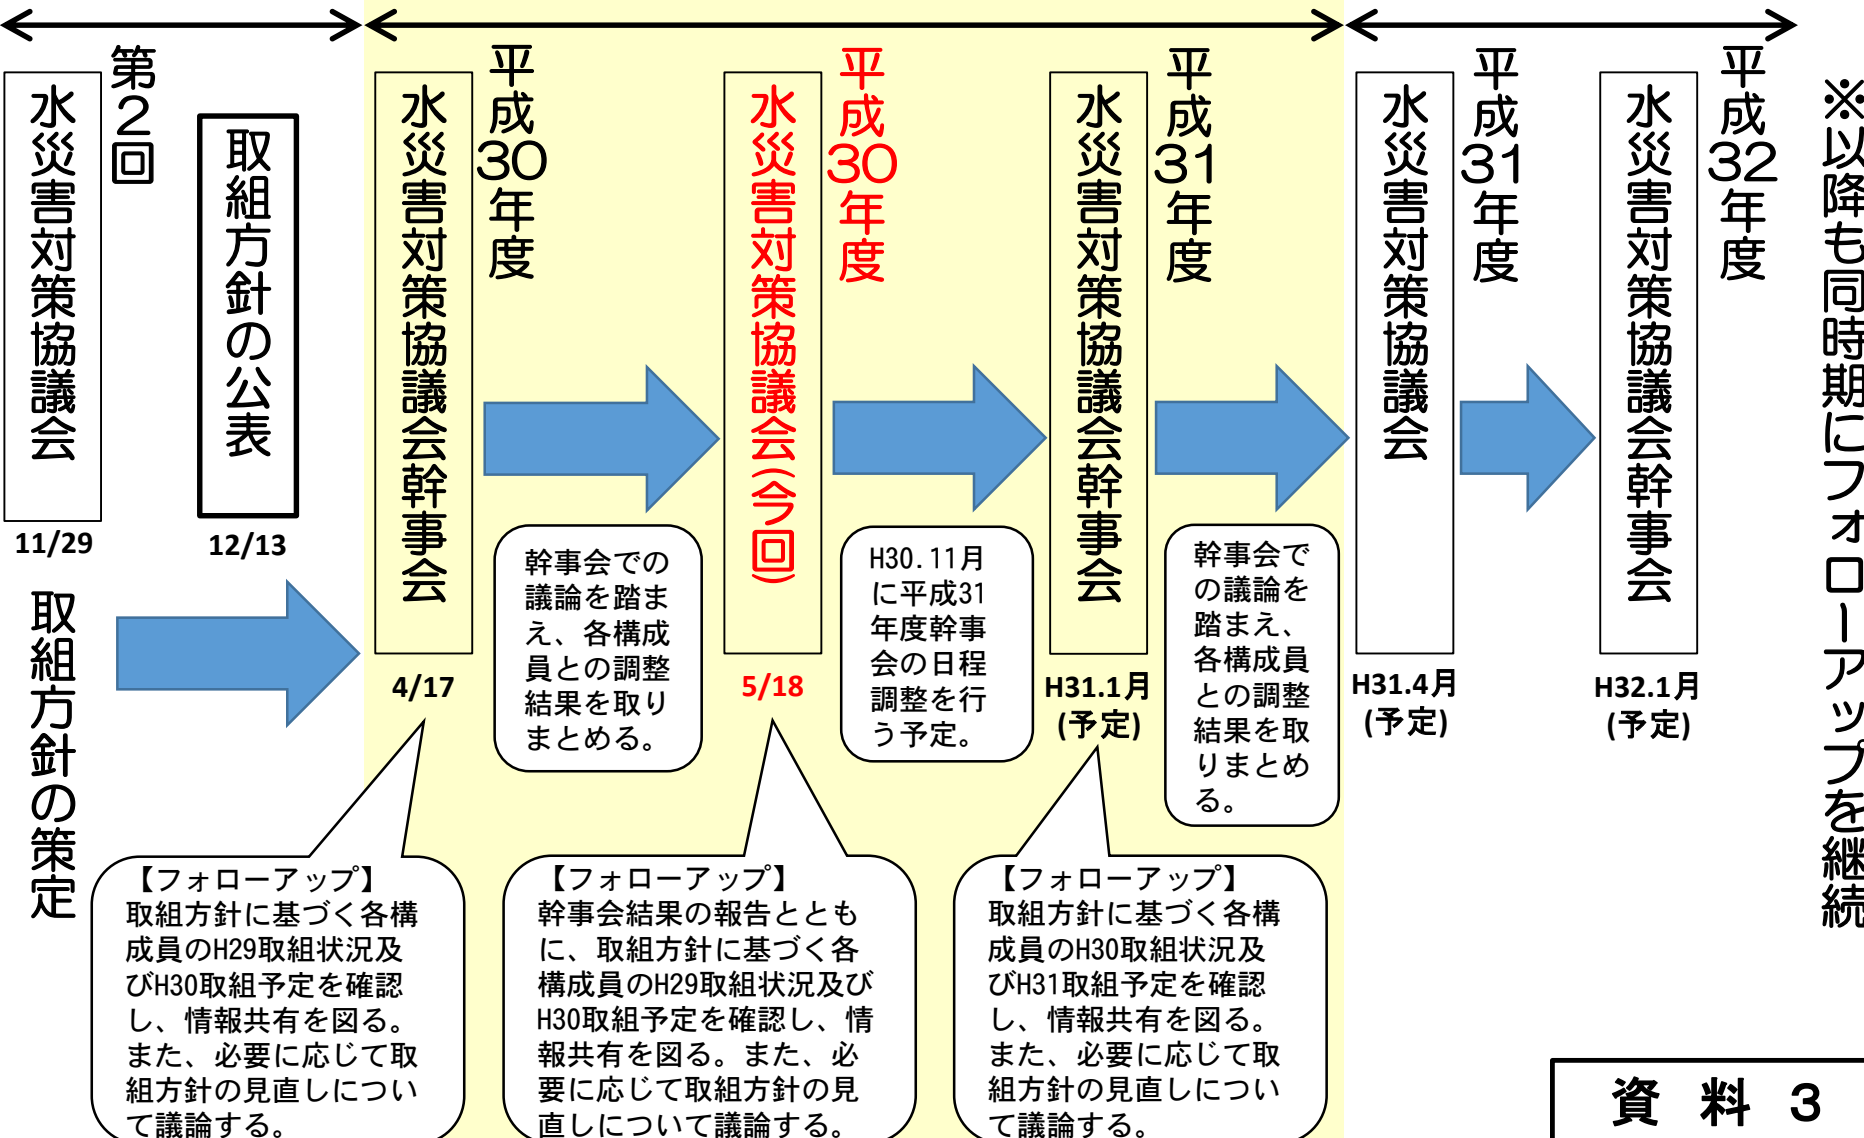 第２回
水災害対策協議会
11/29
取組方針の策定
取組方針の公表
12/13
平成30年度
水災害対策協議会幹事会
4/17
幹事会での
議論を踏ま
え、各構成
員との調整
結果を取り
まとめる。
平成30年度
水災害対策協議会(今回)
5/18
H30.11月
に平成31
年度幹事
会の日程
調整を行
う予定。
平成31年度
水災害対策協議会幹事会
H31.1月
(予定)
幹事会で
の議論を
踏まえ、
各構成員
との調整
結果を取
りまとめ
る。
平成31年度
水災害対策協議会
H31.4月
(予定)
平成32年度
水災害対策協議会幹事会
H32.1月
(予定)
※以降も同時期にフォローアップを継続
【フォローアップ】
取組方針に基づく各構
成員のH29取組状況及
びH30取組予定を確認
し、情報共有を図る。
また、必要に応じて取
組方針の見直しについ
て議論する。
【フォローアップ】
幹事会結果の報告ととも
に、取組方針に基づく各
構成員のH29取組状況及び
H30取組予定を確認し、情
報共有を図る。また、必
要に応じて取組方針の見
直しについて議論する。
【フォローアップ】
取組方針に基づく各構
成員のH30取組状況及
びH31取組予定を確認
し、情報共有を図る。
また、必要に応じて取
組方針の見直しについ
て議論する。
資 料 ３